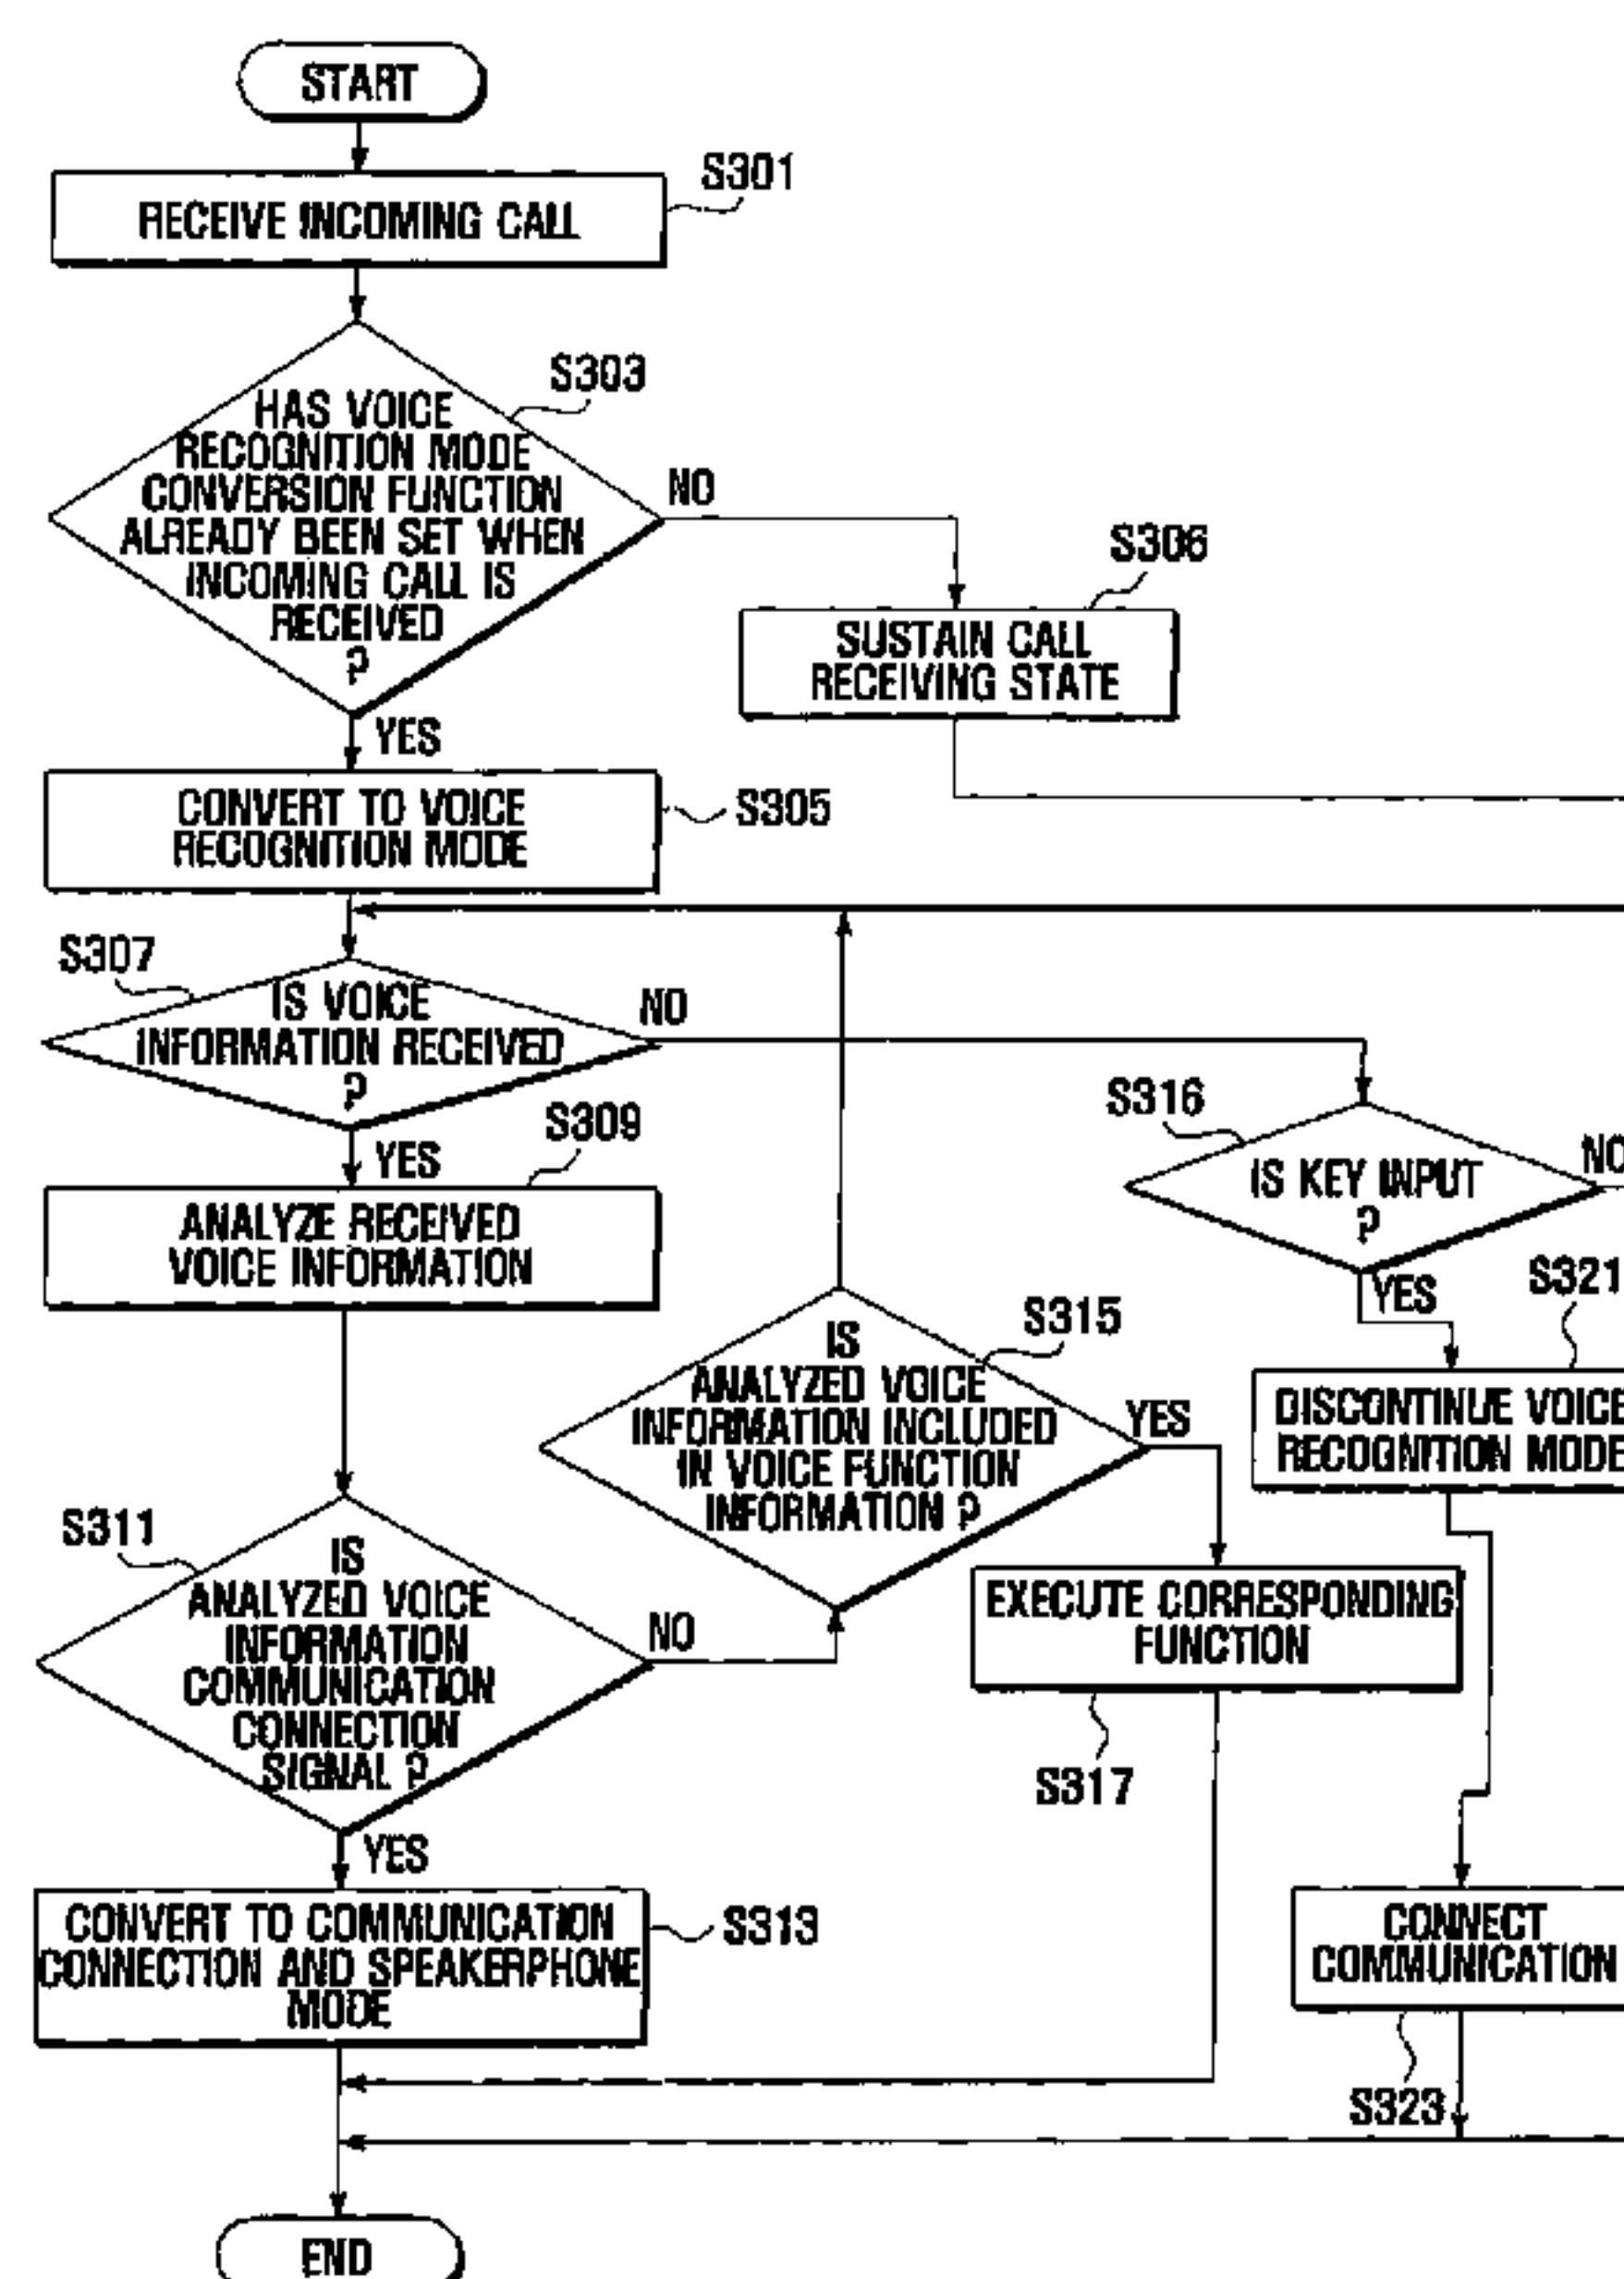 START
S301
RECEIVE INCOMING CALL
S303
HAS VOICE
RECOGNITION MODE
CONVERSION FUNCTION
ALREADY BEEN SET WHEN
INCOMING CALL IS
RECEIVED
?
NO
S306
SUSTAIN CALL
RECEIVING STATE
YES
CONVERT TO VOICE
RECOGNITION MODE
S305
S307
IS VOICE
INFORMATION RECEIVED
?
NO
S316
IS KEY INPUT
?
NO
YES
S309
YES
ANALYZE RECEIVED
VOICE INFORMATION
S321
DISCONTINUE VOICE
RECOGNITION MODE
S315
IS
ANALYZED VOICE
INFORMATION INCLUDED
IN VOICE FUNCTION
INFORMATION ?
YES
S311
IS
ANALYZED VOICE
INFORMATION
COMMUNICATION
CONNECTION
SIGNAL ?
NO
EXECUTE CORRESPONDING
FUNCTION
S317
YES
CONVERT TO COMMUNICATION
CONNECTION AND SPEAKERPHONE
MODE
S313
CONNECT
COMMUNICATION
S323
END